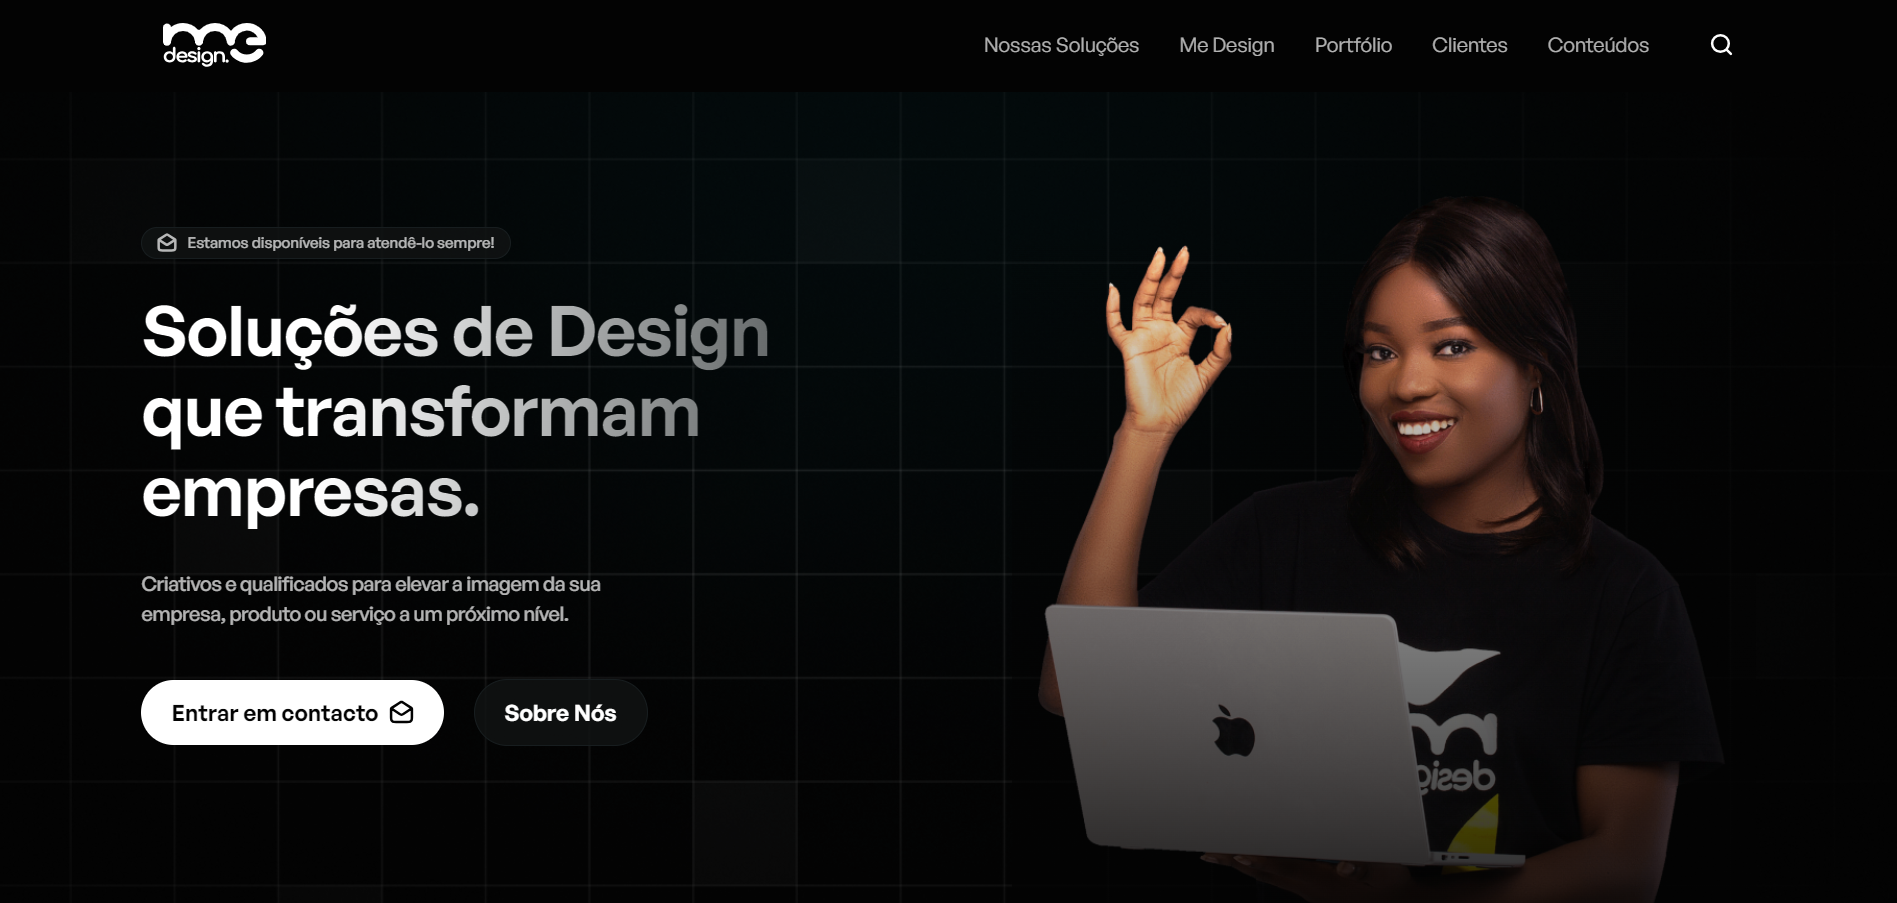 me
design.
Nossas Soluções
Me Design
Portfólio
Clientes
Conteúdos
Estamos disponíveis para atendê-lo sempre!
Soluções de Design
que transformam
empresas.
Criativos e qualificados para elevar a imagem da sua
empresa, produto ou serviço a um próximo nível.
Entrar em contacto
Sobre Nós
desig